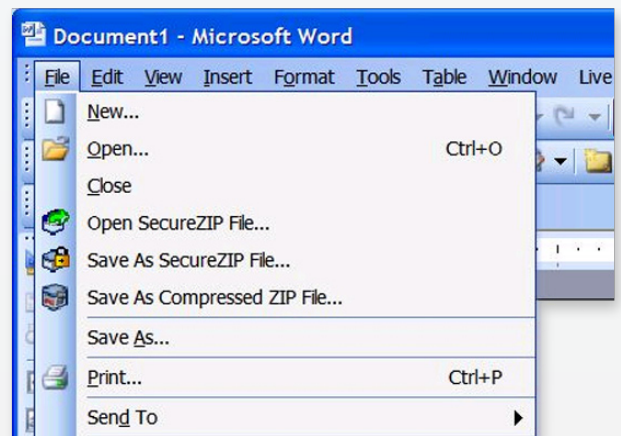 Document1 - Microsoft Word
File Edit View Insert Format Tools Table Window Live
New...
Open... Ctrl+O
Close
Open SecureZIP File...
Save As SecureZIP File...
Save As Compressed ZIP File...
Save As...
Print... Ctrl+P
Send To